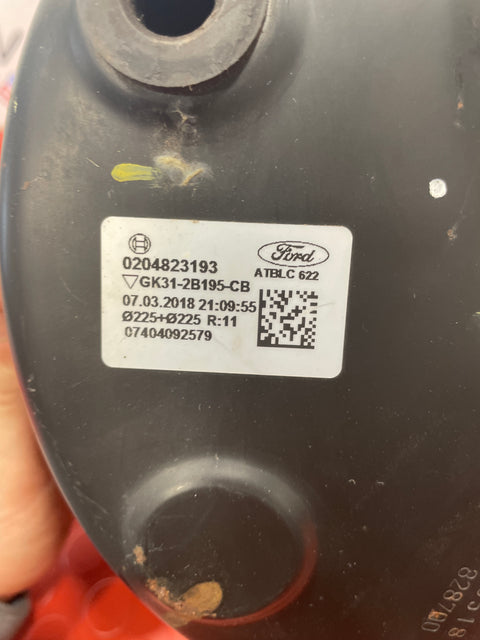 0204823193
Ford
ATBLC 622
▽GK31-2B195-CB
07.03.2018 21:09:55
Ø225+Ø225 R:11
07404092579